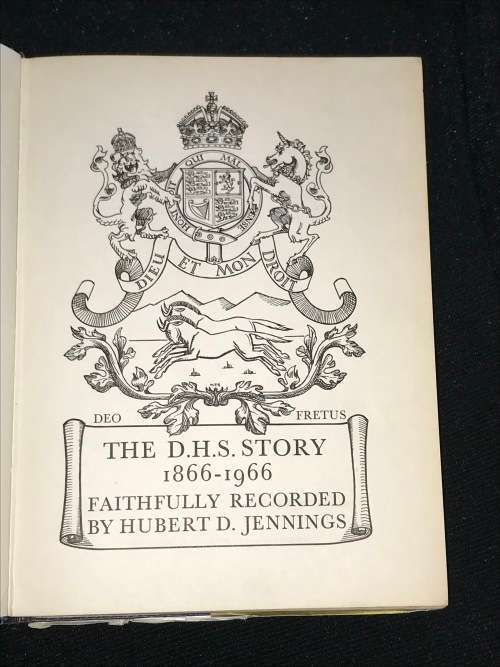 HONI SOIT QUI MAL Y PENSE
DIEU ET MON DROIT
DEO FRETUS
THE D.H.S. STORY
1866-1966
FAITHFULLY RECORDED
BY HUBERT D. JENNINGS